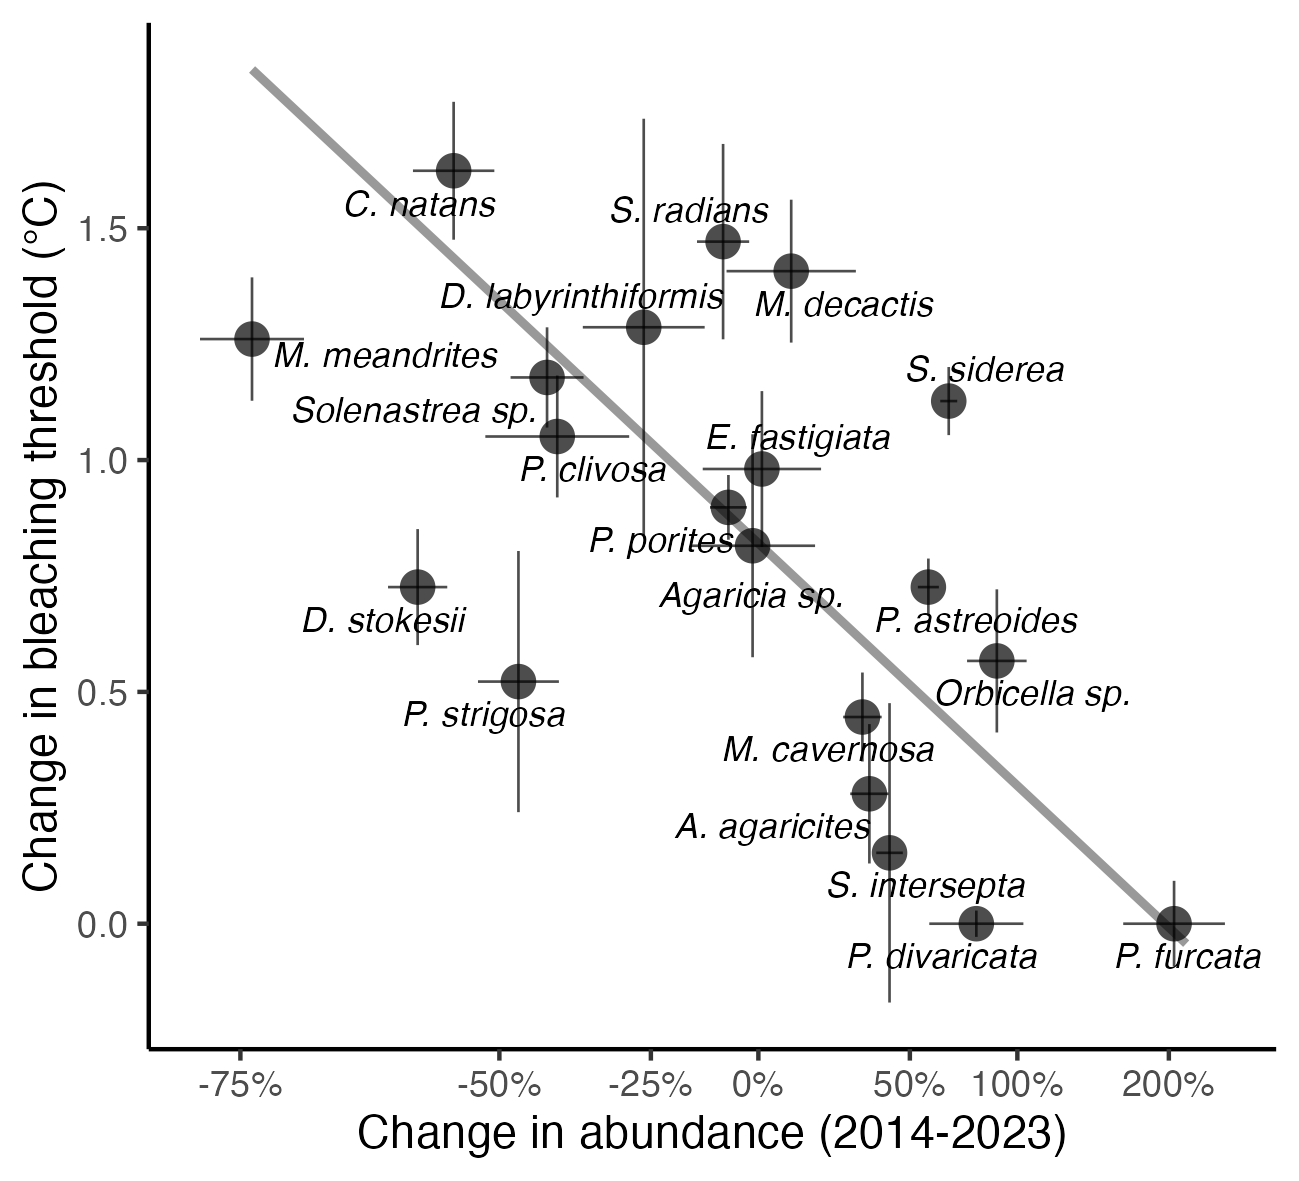 C. natans
S. radians
1.5
D. labyrinthiformis
M. decactis
M. meandrites
S. siderea
Solenastrea sp.
E. fastigiata
1.0
P. clivosa
P. porites
Agaricia sp.
D. stokesii
P. astreoides
0.5
Orbicella sp.
P. strigosa
M. cavernosa
A. agaricites
S. intersepta
0.0
P. divaricata
P. furcata
Change in bleaching threshold (°C)
-75%
-50%
-25%
0%
50%
100%
200%
Change in abundance (2014-2023)